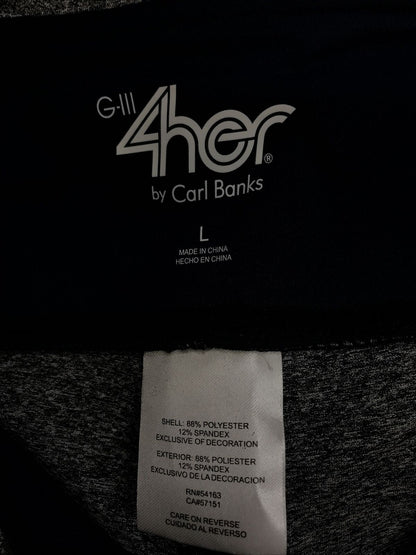 G-III
4her®
by Carl Banks
L
MADE IN CHINA
HECHO EN CHINA
SHELL: 88% POLYESTER
12% SPANDEX
EXCLUSIVE OF DECORATION
EXTERIOR: 88% POLIESTER
12% SPANDEX
EXCLUSIVO DE LA DECORACION
RN#54163
CA#57151
CARE ON REVERSE
CUIDADO AL REVERSO